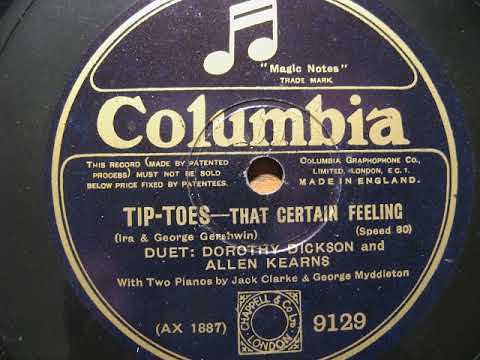 "Magic Notes"
TRADE MARK.
Columbia
THIS RECORD (MADE BY PATENTED
PROCESS) MUST NOT BE SOLD
BELOW PRICE FIXED BY PATENTEES.
COLUMBIA GRAPHOPHONE Co.,
LIMITED, LONDON, E.C.1.
MADE IN ENGLAND.
TIP-TOES—THAT CERTAIN FEELING
(Ira & George Gershwin)
(Speed 80)
DUET: DOROTHY DICKSON and
ALLEN KEARNS
With Two Pianos by Jack Clarke & George Myddleton
(AX 1887)
CHAPPELL & Co LTD
LONDON
9129